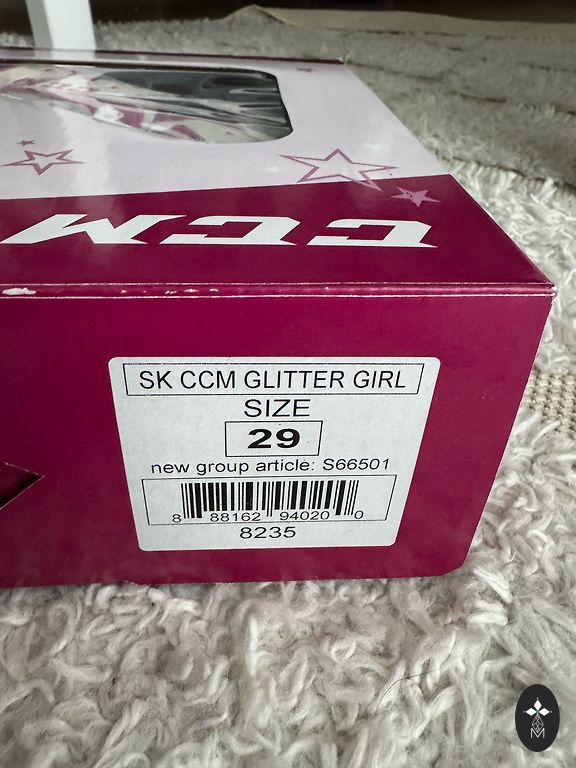 CCM
SK CCM GLITTER GIRL
SIZE
29
new group article: S66501
8 88162 94020 0
8235
M